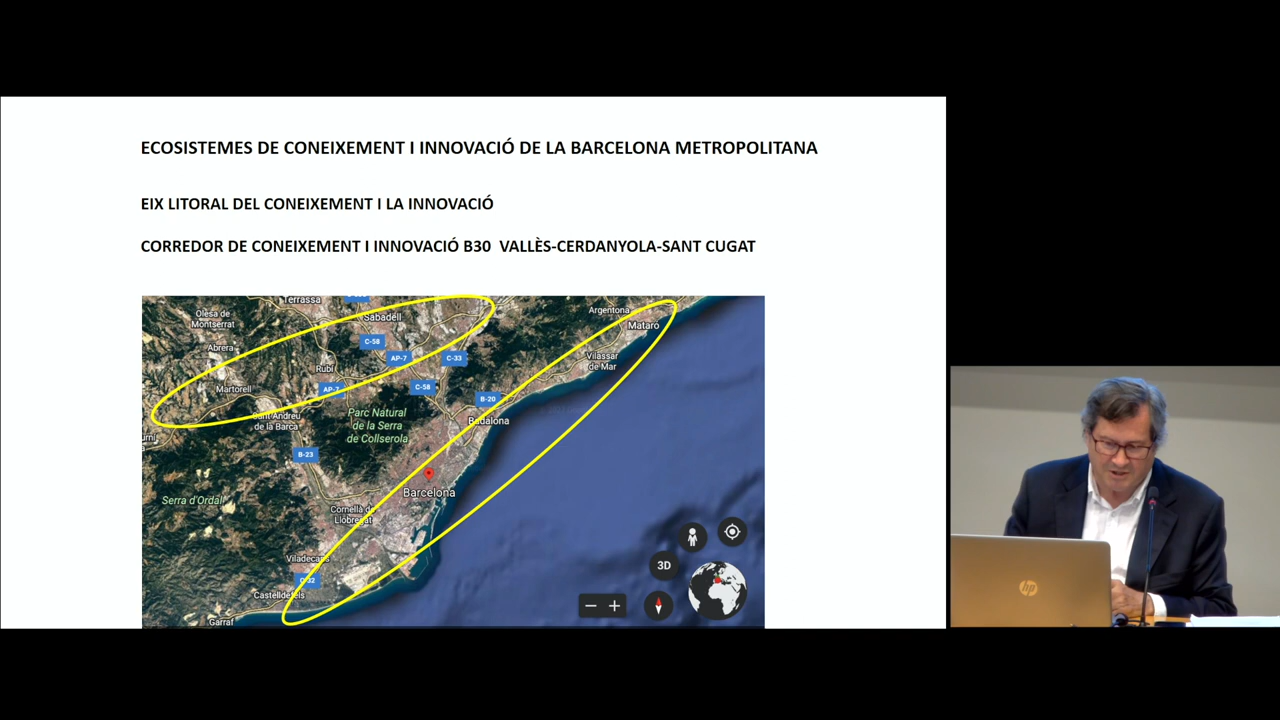 ECOSISTEMES DE CONEIXEMENT I INNOVACIÓ DE LA BARCELONA METROPOLITANA
EIX LITORAL DEL CONEIXEMENT I LA INNOVACIÓ
CORREDOR DE CONEIXEMENT I INNOVACIÓ B30 VALLÈS-CERDANYOLA-SANT CUGAT
Terrassa
Olesa de
Montserrat
Sabadell
Argentona
Mataró
C-58
Abrera
AP-7
C-33
Vilassar
de Mar
Rubí
Martorell
AP-7
C-58
B-20
Sant Andreu
de la Barca
Parc Natural
de la Serra
de Collserola
Badalona
B-23
Barcelona
Serra d'Ordal
Cornellà de
Llobregat
Viladecans
3D
Castelldefels
Garraf
hp